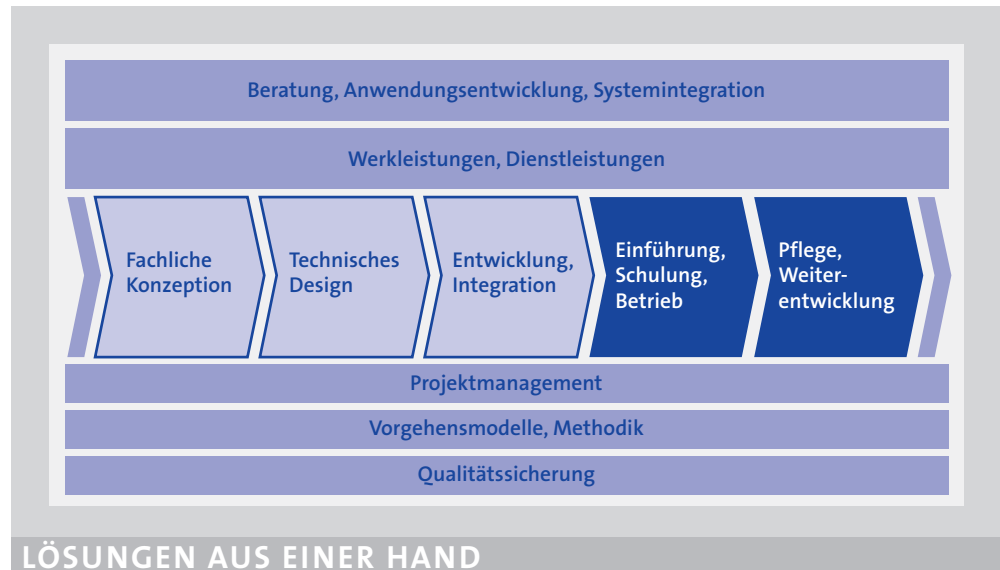 Beratung, Anwendungsentwicklung, Systemintegration
Werkleistungen, Dienstleistungen
Fachliche
Konzeption
Technisches
Design
Entwicklung,
Integration
Einführung,
Schulung,
Betrieb
Pflege,
Weiter-
entwicklung
Projektmanagement
Vorgehensmodelle, Methodik
Qualitätssicherung
LÖSUNGEN AUS EINER HAND